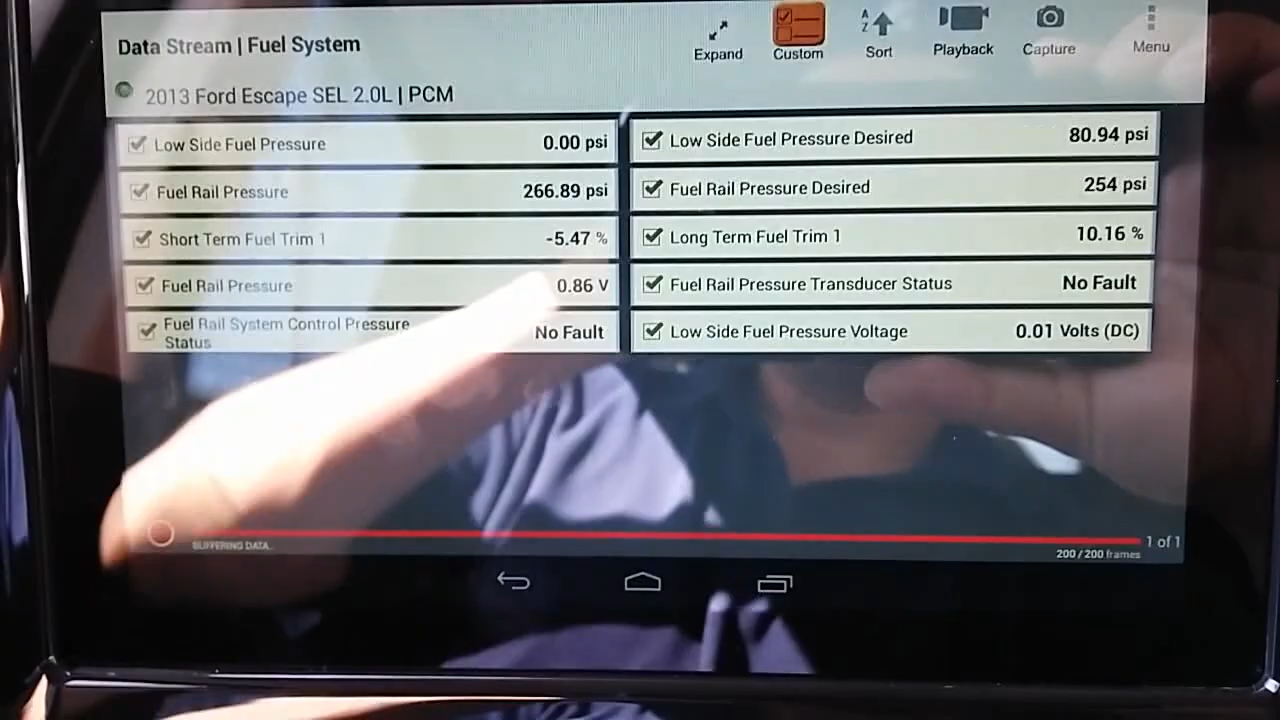 Data Stream | Fuel System
Expand
Custom
A
Z
Sort
Playback
Capture
Menu
2013 Ford Escape SEL 2.0L | PCM
Low Side Fuel Pressure 0.00 psi
Low Side Fuel Pressure Desired 80.94 psi
Fuel Rail Pressure 266.89 psi
Fuel Rail Pressure Desired 254 psi
Short Term Fuel Trim 1 -5.47 %
Long Term Fuel Trim 1 10.16 %
Fuel Rail Pressure 0.86 V
Fuel Rail Pressure Transducer Status No Fault
Fuel Rail System Control Pressure
Status No Fault
Low Side Fuel Pressure Voltage 0.01 Volts (DC)
BUFFERING DATA..
1 of 1
200 / 200 frames